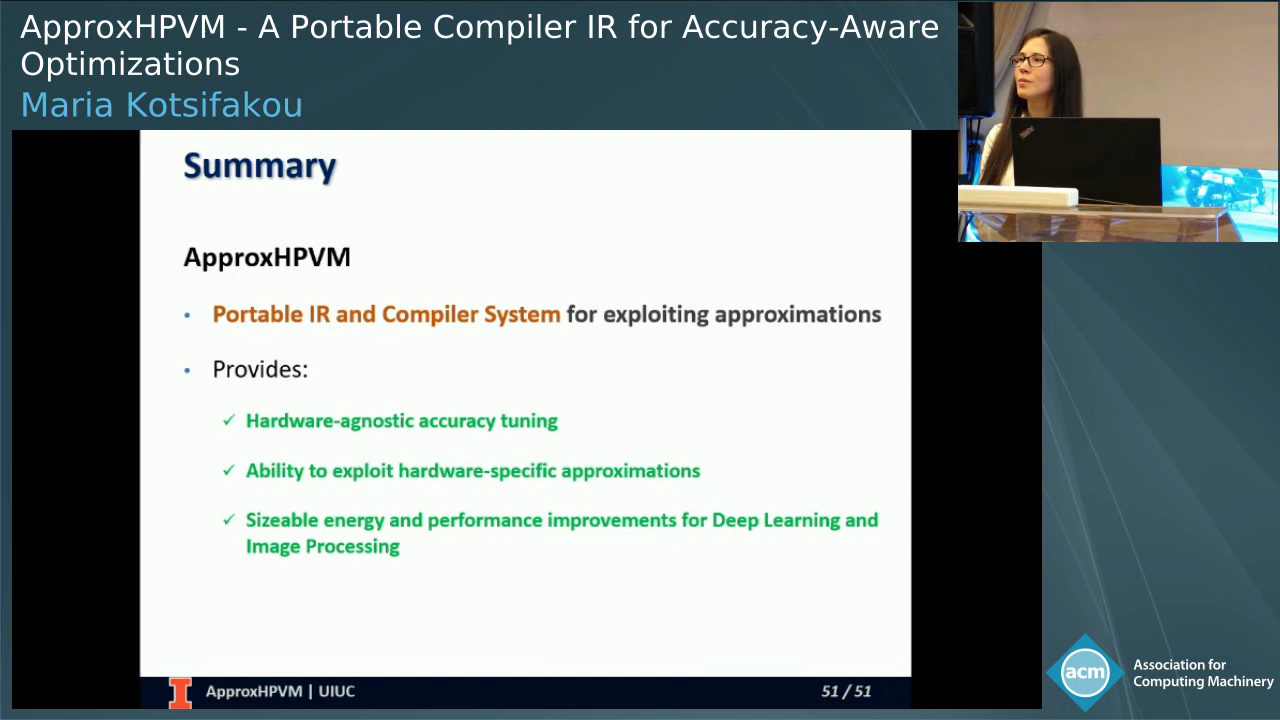 ApproxHPVM - A Portable Compiler IR for Accuracy-Aware
Optimizations
Maria Kotsifakou
Summary
ApproxHPVM
• Portable IR and Compiler System for exploiting approximations
• Provides:
✓ Hardware-agnostic accuracy tuning
✓ Ability to exploit hardware-specific approximations
✓ Sizeable energy and performance improvements for Deep Learning and
Image Processing
ApproxHPVM | UIUC
51 / 51
acm
Association for
Computing Machinery